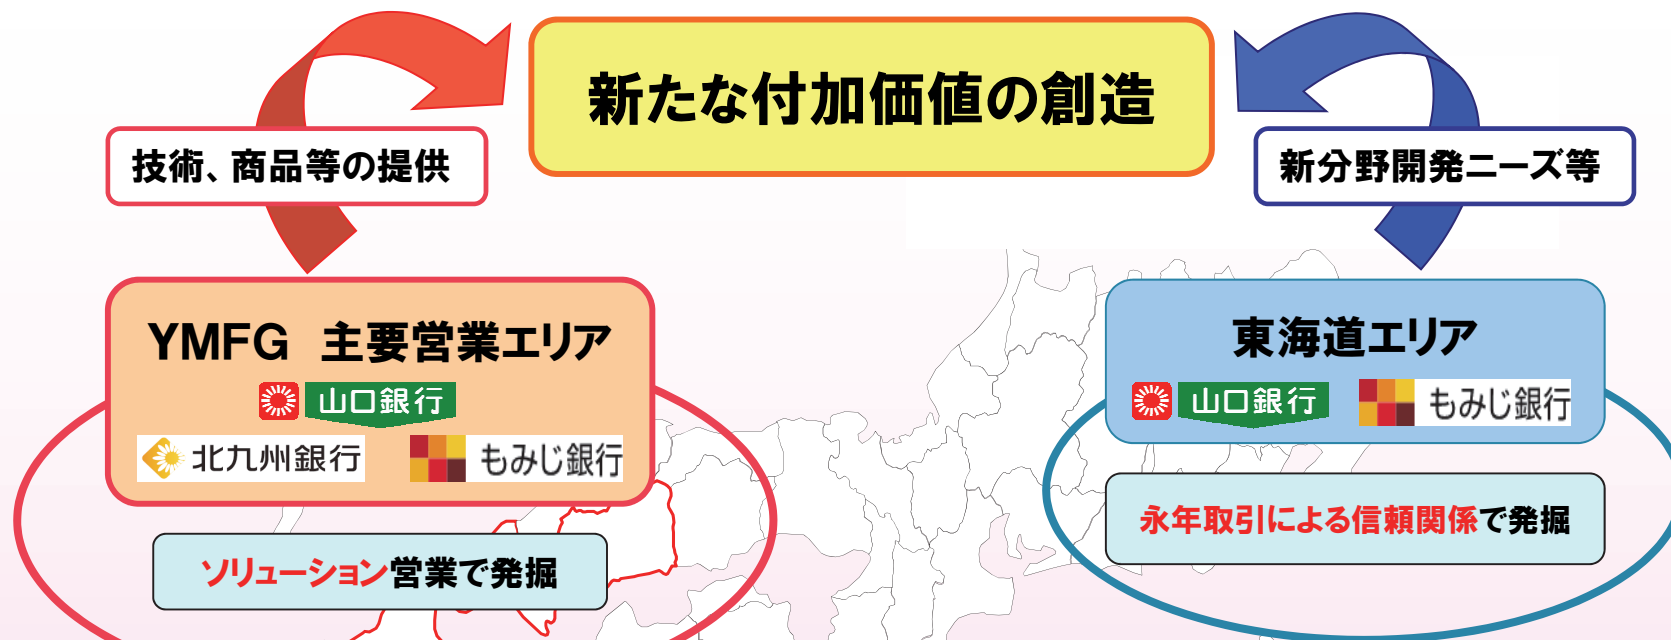 新たな付加価値の創造
技術、商品等の提供
新分野開発ニーズ等
YMFG 主要営業エリア
山口銀行
北九州銀行
もみじ銀行
ソリューション営業で発掘
東海道エリア
山口銀行
もみじ銀行
永年取引による信頼関係で発掘